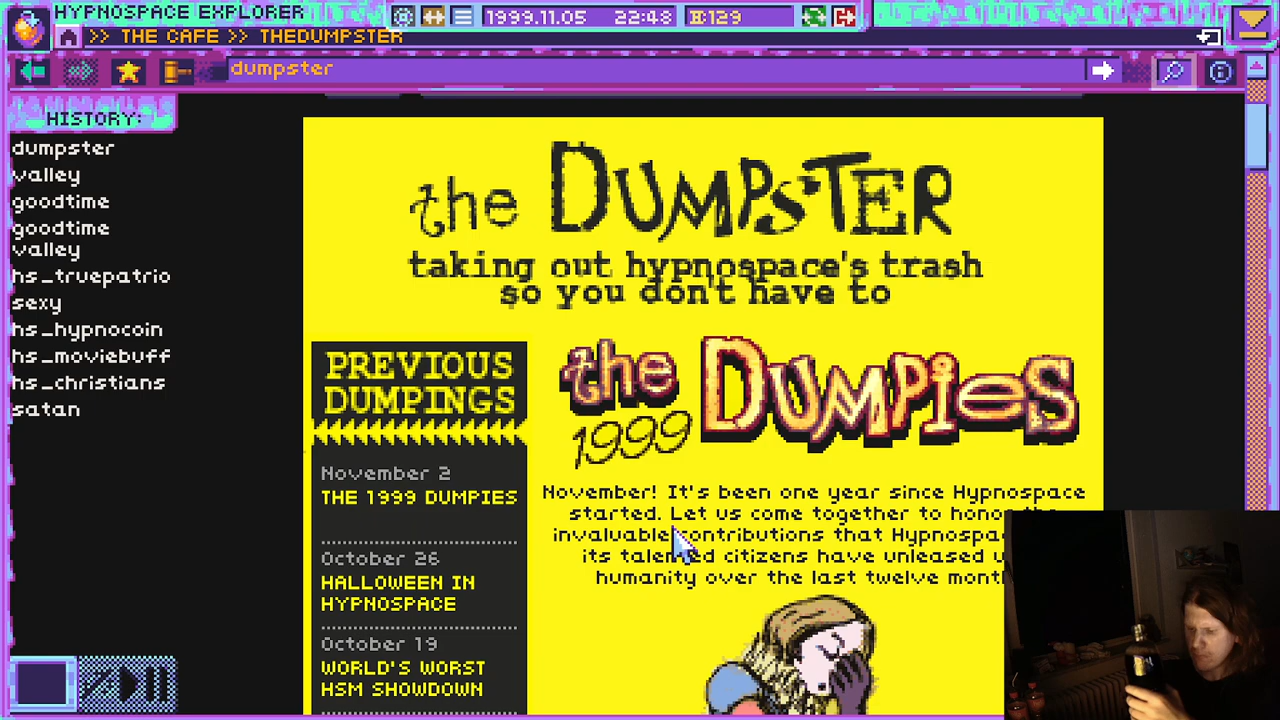 HYPNOSPACE EXPLORER
1999.11.05 22:48 129
>> THE CAFE >> THEDUMPSTER
dumpster
HISTORY:
dumpster
valley
goodtime
goodtime
valley
hs_truepatrio
sexy
hs_hypnocoin
hs_moviebuff
hs_christians
satan
the DUMPSTER
taking out hypnospace's trash
so you don't have to
PREVIOUS
DUMPINGS
November 2
THE 1999 DUMPIES
October 26
HALLOWEEN IN
HYPNOSPACE
October 19
WORLD'S WORST
HSM SHOWDOWN
the DUMPieS
1999
November! It's been one year since Hypnospace
started. Let us come together to honor the
invaluable contributions that Hypnospa
its talented citizens have unleased u
humanity over the last twelve mont